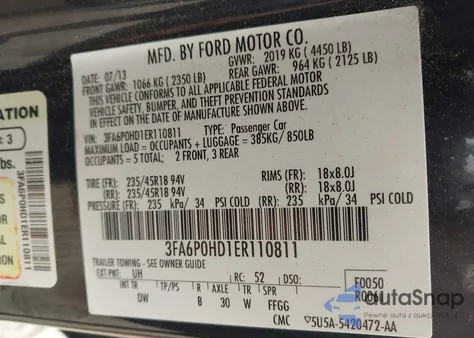 MFD. BY FORD MOTOR CO.
DATE: 07/13 GVWR: 2019 KG (4450 LB)
FRONT GAWR: 1066 KG (2350 LB) REAR GAWR: 964 KG (2125 LB)
THIS VEHICLE CONFORMS TO ALL APPLICABLE FEDERAL MOTOR
VEHICLE SAFETY, BUMPER, AND THEFT PREVENTION STANDARDS
IN EFFECT ON THE DATE OF MANUFACTURE SHOWN ABOVE.
VIN: 3FA6P0HD1ER110811 TYPE: Passenger Car
MAXIMUM LOAD = OCCUPANTS + LUGGAGE = 385KG/ 850LB
OCCUPANTS = 5 TOTAL: 2 FRONT, 3 REAR
TIRE (FR): 235/45R18 94V RIMS (FR): 18x8.0J
(RR): 235/45R18 94V (RR): 18x8.0J
PRESSURE (FR): 235 kPa/ 34 PSI COLD (RR): 235 kPa/ 34 PSI COLD
3FA6P0HD1ER110811
TRAILER TOWING - SEE OWNER GUIDE
EXT PNT: UH RC: 52 DSO: F0050
INT TR TP/PS R AXLE TR SPR R006
DW B 30 W FFGG
CMC 5U5A-5420472-AA
ATION
: 3
lbs.
3FA6P0HD1ER110811
autaSnap
Pewne auta z aukcji